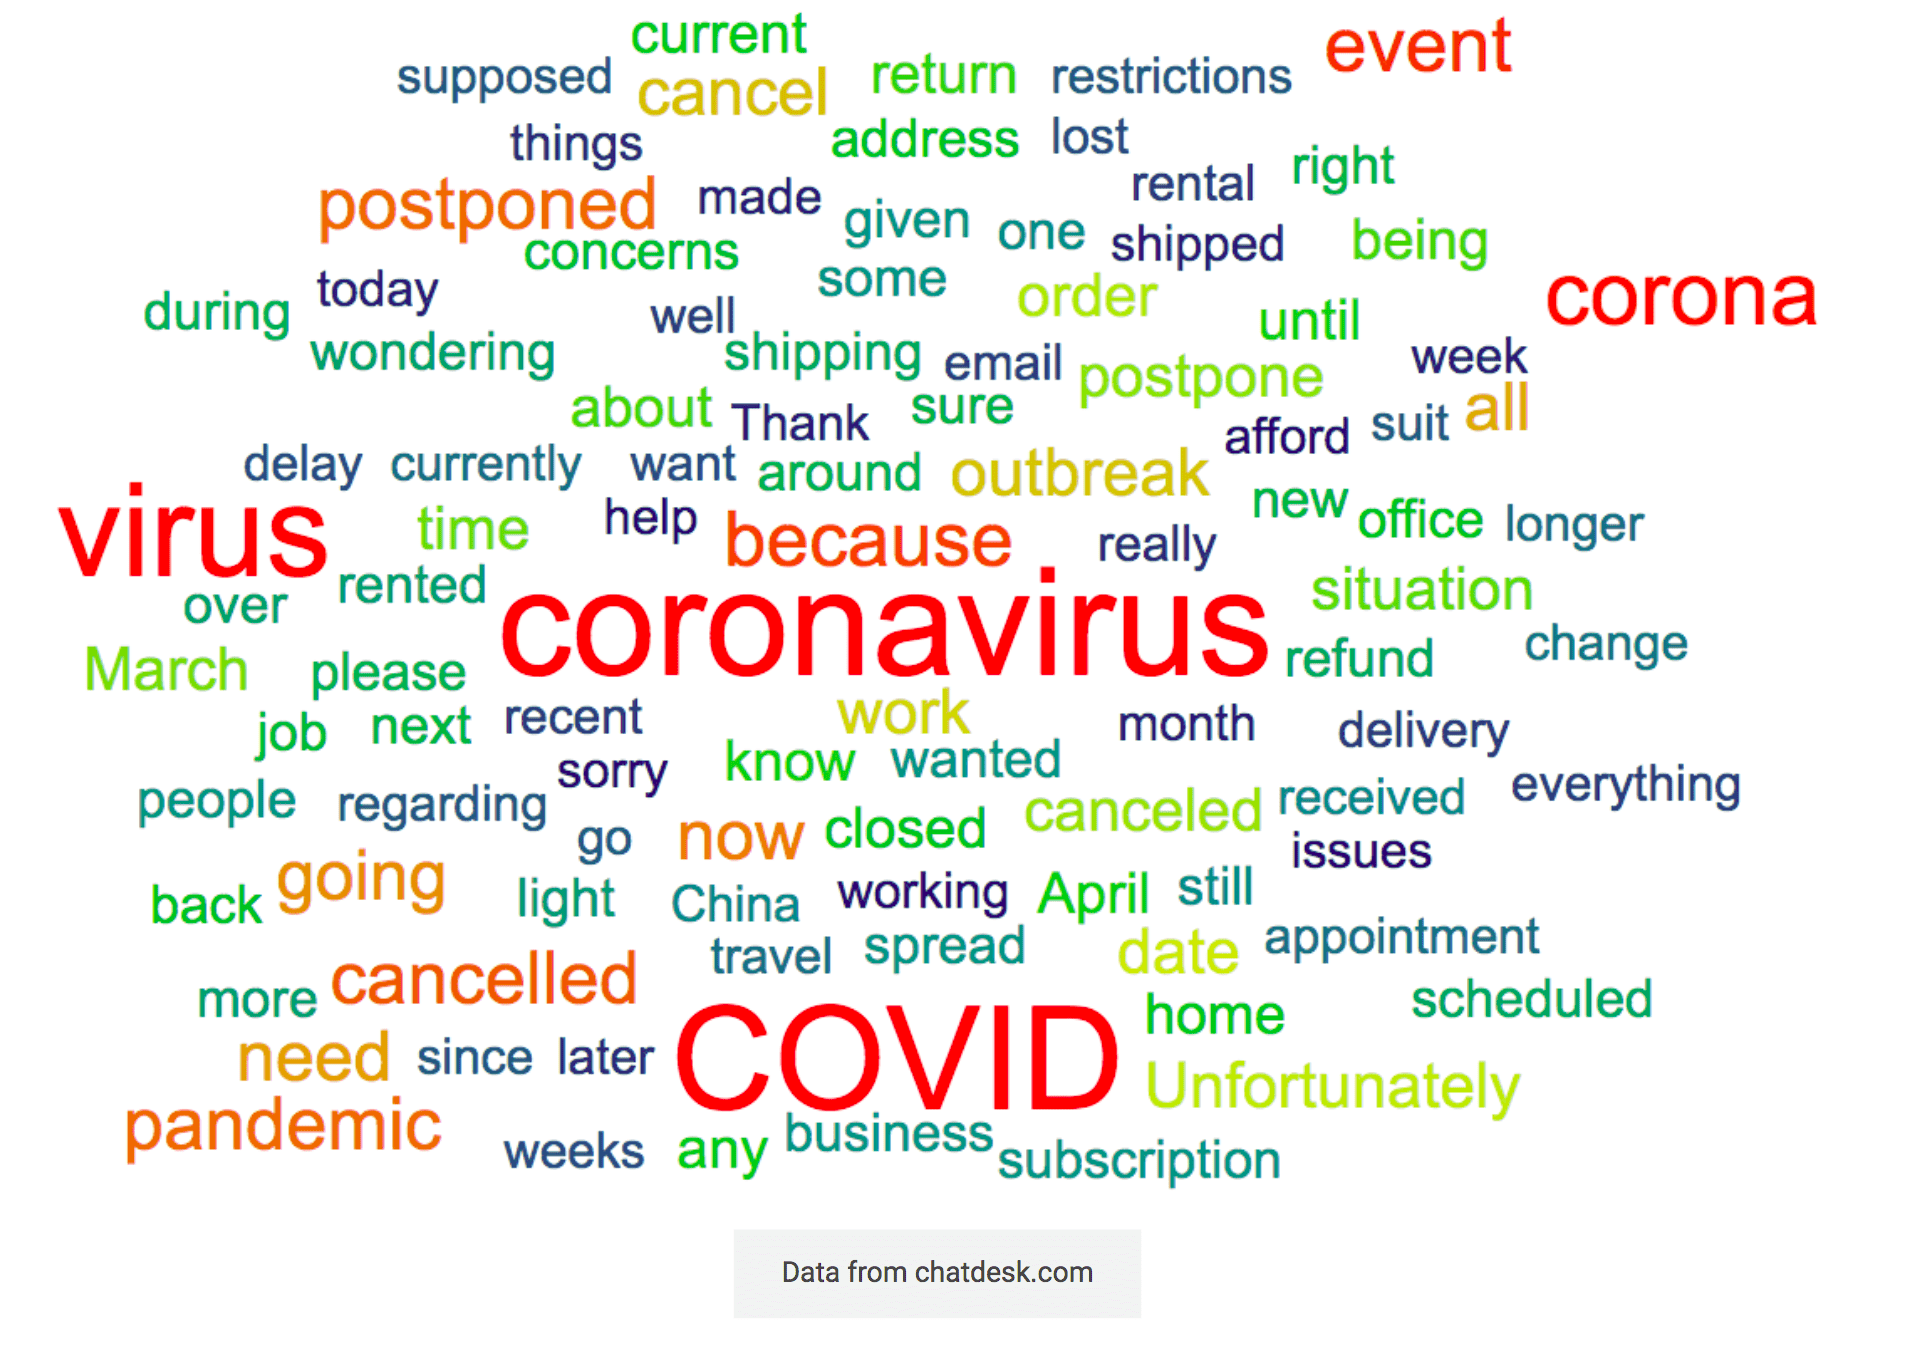 current
event
supposed
cancel
return
restrictions
things
address
lost
right
postponed
made
rental
given
one
shipped
being
concerns
today
some
order
corona
during
well
until
wondering
shipping
email
postpone
week
about
Thank
sure
afford
suit
all
delay
currently
want
around
outbreak
new
office
longer
virus
time
help
because
really
rented
over
coronavirus
situation
March
please
refund
change
job
next
recent
work
month
delivery
sorry
know
wanted
people
regarding
go
now
closed
canceled
received
everything
issues
back
going
light
China
working
April
still
travel
spread
date
appointment
more
cancelled
COVID
home
scheduled
need
since
later
Unfortunately
pandemic
weeks
any
business
subscription
Data from chatdesk.com